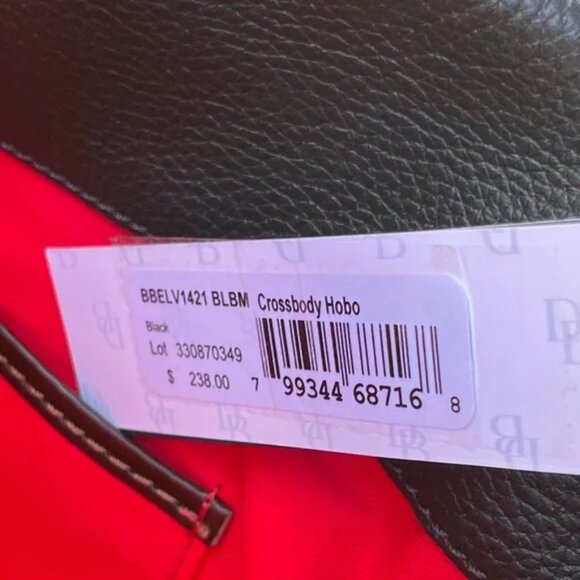 BBELV1421 BLBM Crossbody Hobo
Black
Lot 330870349
$ 238.00
7 99344 68716 8